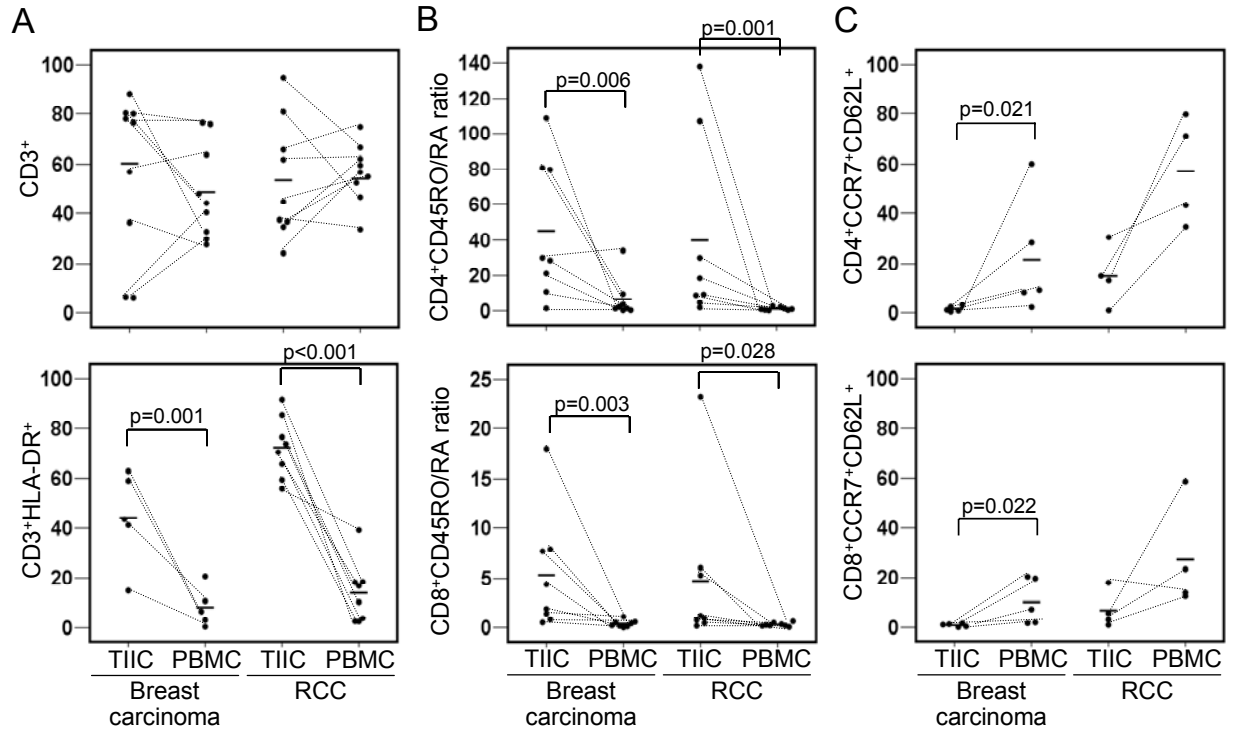 A
B
C
CD3⁺
100
80
60
40
20
0
CD4⁺CD45RO/RA ratio
140
120
100
80
60
40
20
0
p=0.006
p=0.001
CD4⁺CCR7⁺CD62L⁺
100
80
60
40
20
0
p=0.021
CD3⁺HLA-DR⁺
100
80
60
40
20
0
p=0.001
p<0.001
CD8⁺CD45RO/RA ratio
25
20
15
10
5
0
p=0.003
p=0.028
CD8⁺CCR7⁺CD62L⁺
100
80
60
40
20
0
p=0.022
TIIC PBMC TIIC PBMC
Breast
carcinoma
RCC
TIIC PBMC TIIC PBMC
Breast
carcinoma
RCC
TIIC PBMC TIIC PBMC
Breast
carcinoma
RCC